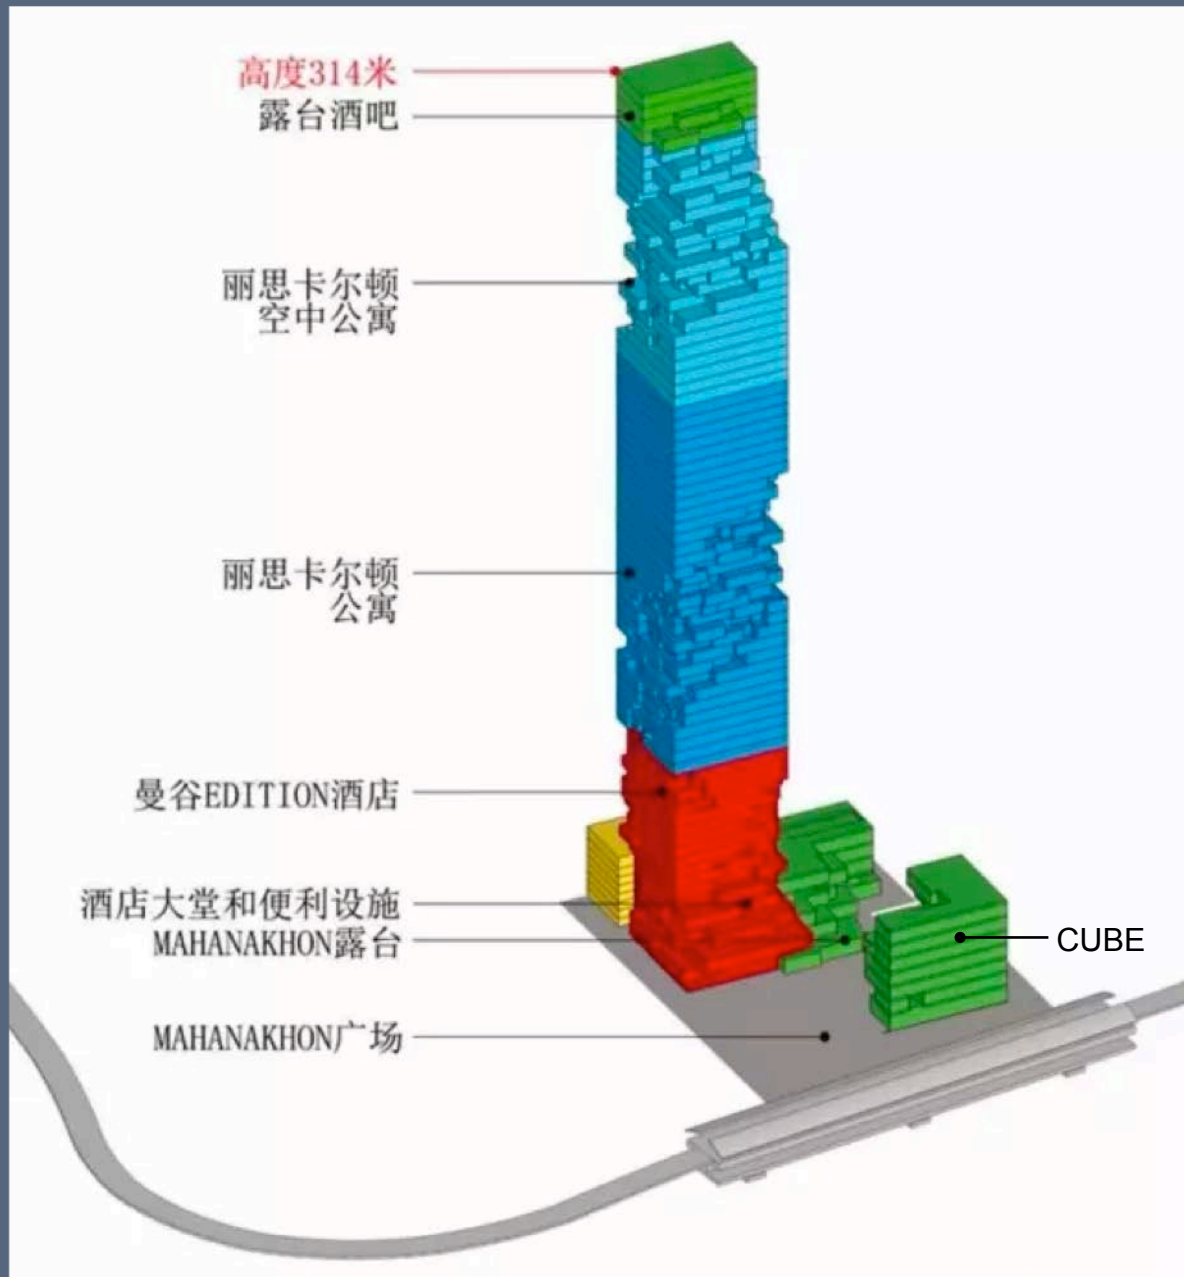 高度314米
露台酒吧
丽思卡尔顿
空中公寓
丽思卡尔顿
公寓
曼谷EDITION酒店
酒店大堂和便利设施
MAHANAKHON露台
CUBE
MAHANAKHON广场